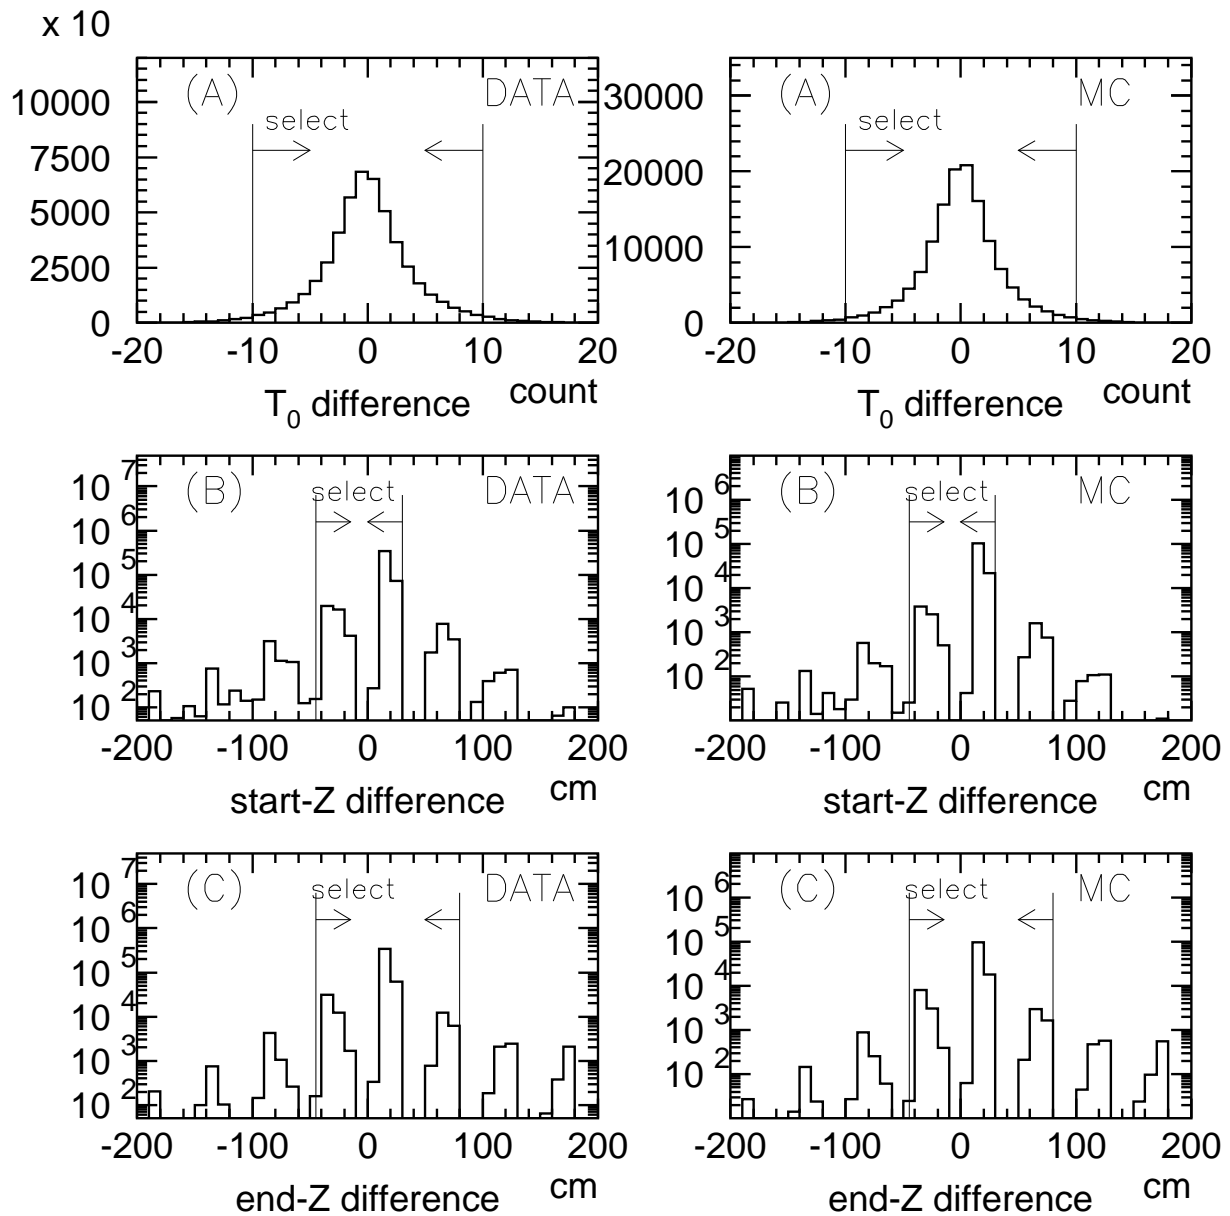 x 10
(A) DATA
select
10000
7500
5000
2500
0
-20 -10 0 10 20
T0 difference count
(A) MC
select
30000
20000
10000
0
-20 -10 0 10 20
T0 difference count
(B) DATA
select
10 7
10 6
10 5
10 4
10 3
10 2
-200 -100 0 100 200
start-Z difference cm
(B) MC
select
10 6
10 5
10 4
10 3
10 2
-200 -100 0 100 200
start-Z difference cm
(C) DATA
select
10 7
10 6
10 5
10 4
10 3
10 2
-200 -100 0 100 200
end-Z difference cm
(C) MC
select
10 6
10 5
10 4
10 3
10 2
-200 -100 0 100 200
end-Z difference cm